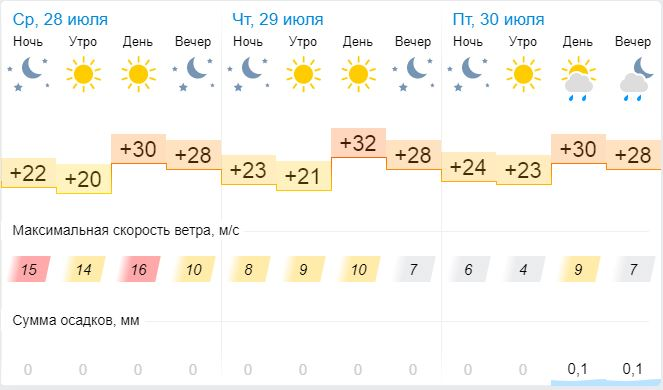 Ср, 28 июля Чт, 29 июля Пт, 30 июля
Ночь Утро День Вечер Ночь Утро День Вечер Ночь Утро День Вечер
+22 +20 +30 +28 +23 +21 +32 +28 +24 +23 +30 +28
Максимальная скорость ветра, м/с
15 14 16 10 8 9 10 7 6 4 9 7
Сумма осадков, мм
0 0 0 0 0 0 0 0 0 0 0,1 0,1